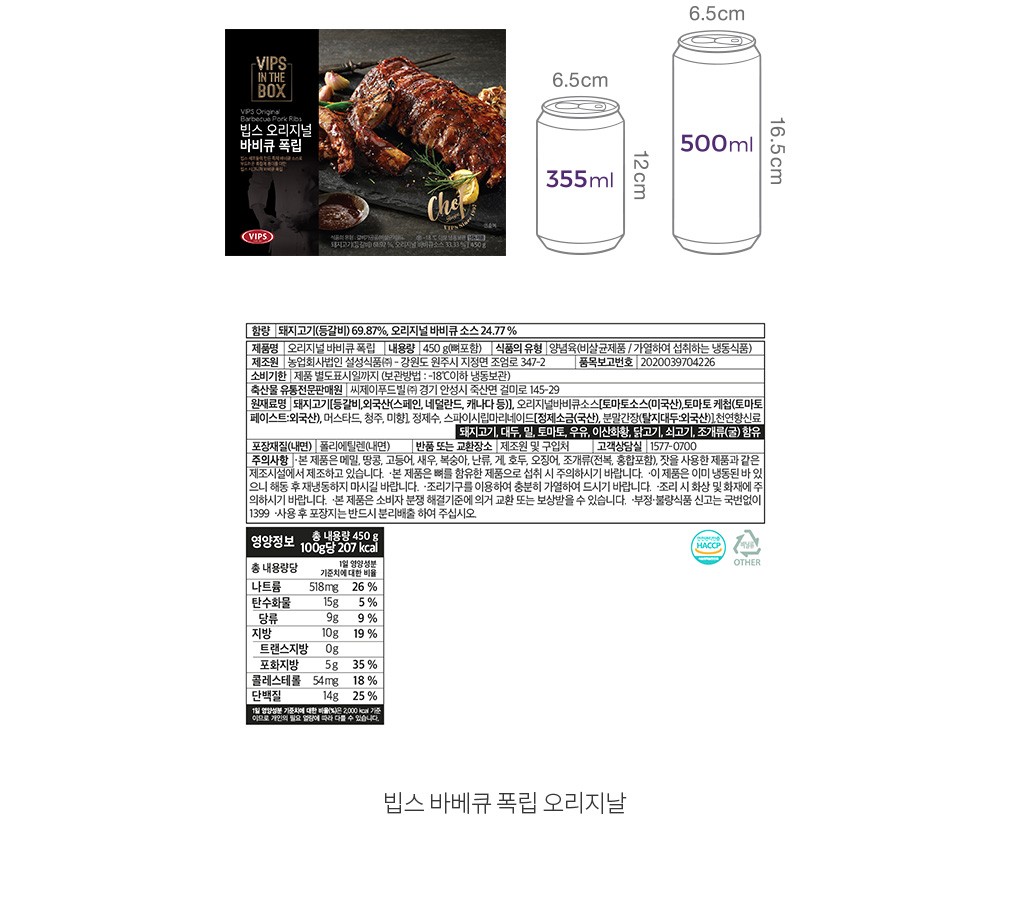 6.5cm
VIPS
IN THE
BOX
VIPS Original
Barbecue Pork Ribs
빕스 오리지널
바비큐 폭립
Chef
VIPS
450 g
6.5cm
355ml
12cm
500ml
16.5cm
함량 돼지고기(등갈비) 69.87%, 오리지널 바비큐 소스 24.77 %
제품명 오리지널 바비큐 폭립 내용량 450 g(뼈포함) 식품의 유형 양념육(비살균제품 / 가열하여 섭취하는 냉동식품)
제조원 농업회사법인 설성식품㈜ - 강원도 원주시 지정면 조엄로 347-2 품목보고번호 2020039704226
소비기한 제품 별도표시일까지 (보관방법 : -18℃이하 냉동보관)
축산물 유통전문판매원 씨제이푸드빌㈜ 경기 안성시 죽산면 걸미로 145-29
원재료명 돼지고기[등갈비,외국산(스페인, 네덜란드, 캐나다 등)], 오리지널바비큐소스[토마토소스(미국산),토마토 케첩(토마토
페이스트:외국산), 머스타드, 청주, 미향], 정제수, 스파이시립마리네이드[정제소금(국산), 분말간장(탈지대두:외국산)],천연향신료
돼지고기, 대두, 밀, 토마토, 우유, 이산화황, 닭고기, 쇠고기, 조개류(굴) 함유
포장재질(내면) 폴리에틸렌(내면) 반품 또는 교환장소 제조원 및 구입처 고객상담실 1577-0700
주의사항 ·본 제품은 메밀, 땅콩, 고등어, 새우, 복숭아, 난류, 게, 호두, 오징어, 조개류(전복, 홍합포함), 잣을 사용한 제품과 같은
제조시설에서 제조하고 있습니다. ·본 제품은 뼈를 함유한 제품으로 섭취 시 주의하시기 바랍니다. ·이 제품은 이미 냉동된 바 있
으니 해동 후 재냉동하지 마시길 바랍니다. ·조리기구를 이용하여 충분히 가열하여 드시기 바랍니다. ·조리 시 화상 및 화재에 주
의하시기 바랍니다. ·본 제품은 소비자 분쟁 해결기준에 의거 교환 또는 보상받을 수 있습니다. ·부정·불량식품 신고는 국번없이
1399 ·사용 후 포장지는 반드시 분리배출 하여 주십시오.
영양정보 총 내용량 450 g
100g당 207 kcal
총 내용량당 1일 영양성분
기준치에 대한 비율
나트륨 518mg 26 %
탄수화물 15g 5 %
당류 9g 9 %
지방 10g 19 %
트랜스지방 0g
포화지방 5g 35 %
콜레스테롤 54mg 18 %
단백질 14g 25 %
1일 영양성분 기준치에 대한 비율(%)은 2,000 kcal 기준
이므로 개인의 필요 열량에 따라 다를 수 있습니다.
HACCP
OTHER
빕스 바베큐 폭립 오리지날